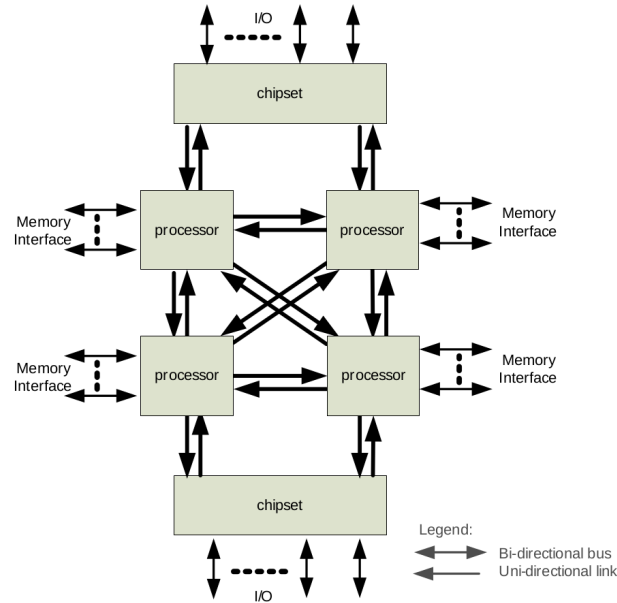 I/O
chipset
Memory
Interface
processor
processor
Memory
Interface
Memory
Interface
processor
processor
Memory
Interface
chipset
I/O
Legend:
Bi-directional bus
Uni-directional link